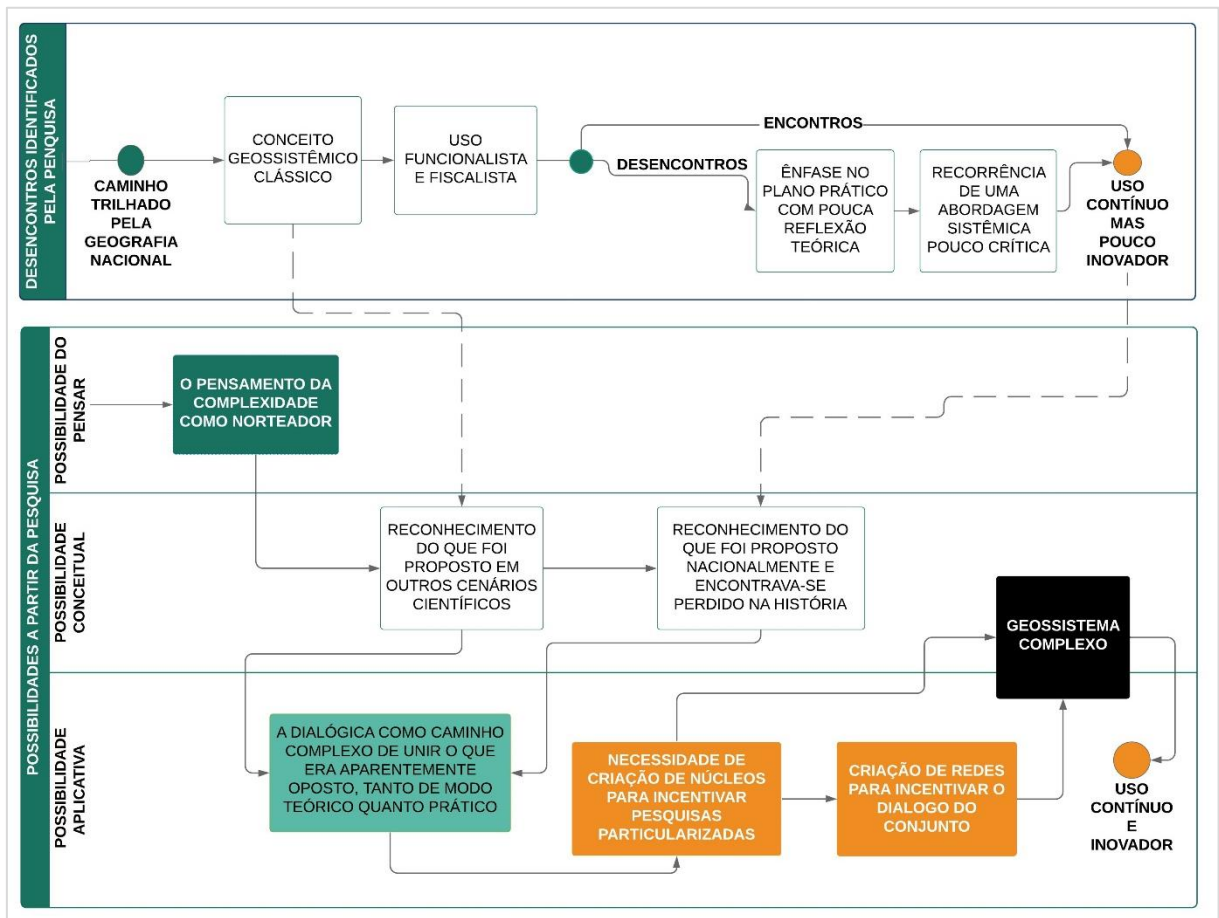 DESENCONTROS IDENTIFICADOS
PELA PENQUISA
CAMINHO
TRILHADO
PELA
GEOGRAFIA
NACIONAL
CONCEITO
GEOSSISTÊMICO
CLÁSSICO
USO
FUNCIONALISTA
E FISCALISTA
ENCONTROS
DESENCONTROS
ÊNFASE NO
PLANO PRÁTICO
COM POUCA
REFLEXÃO
TEÓRICA
RECORRÊNCIA
DE UMA
ABORDAGEM
SISTÊMICA
POUCO CRÍTICA
USO
CONTÍNUO
MAS
POUCO
INOVADOR
POSSIBILIDADES A PARTIR DA PESQUISA
POSSIBILIDADE DO
PENSAR
O PENSAMENTO DA
COMPLEXIDADE
COMO NORTEADOR
POSSIBILIDADE
CONCEITUAL
RECONHECIMENTO
DO QUE FOI
PROPOSTO EM
OUTROS CENÁRIOS
CIENTÍFICOS
RECONHECIMENTO DO
QUE FOI PROPOSTO
NACIONALMENTE E
ENCONTRAVA-SE
PERDIDO NA HISTÓRIA
GEOSSISTEMA
COMPLEXO
POSSIBILIDADE
APLICATIVA
A DIALÓGICA COMO CAMINHO
COMPLEXO DE UNIR O QUE
ERA APARENTEMENTE
OPOSTO, TANTO DE MODO
TEÓRICO QUANTO PRÁTICO
NECESSIDADE DE
CRIAÇÃO DE NÚCLEOS
PARA INCENTIVAR
PESQUISAS
PARTICULARIZADAS
CRIAÇÃO DE REDES
PARA INCENTIVAR O
DIALOGO DO
CONJUNTO
USO
CONTÍNUO
E
INOVADOR